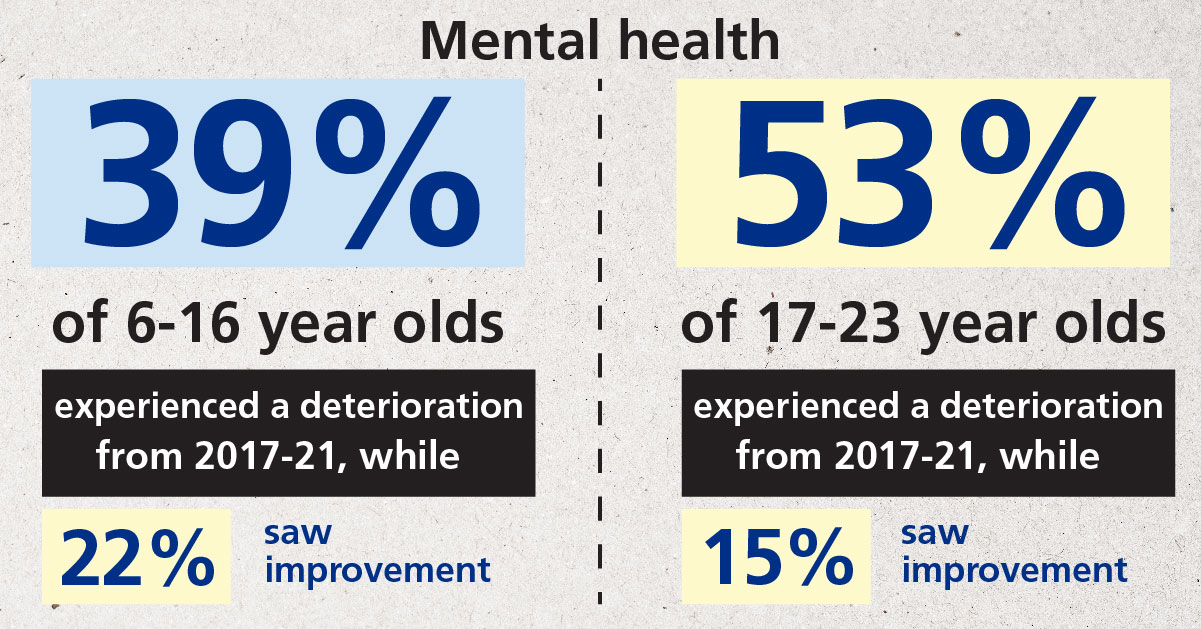 Mental health
39%
of 6-16 year olds
experienced a deterioration
from 2017-21, while
22%
saw
improvement
53%
of 17-23 year olds
experienced a deterioration
from 2017-21, while
15%
saw
improvement